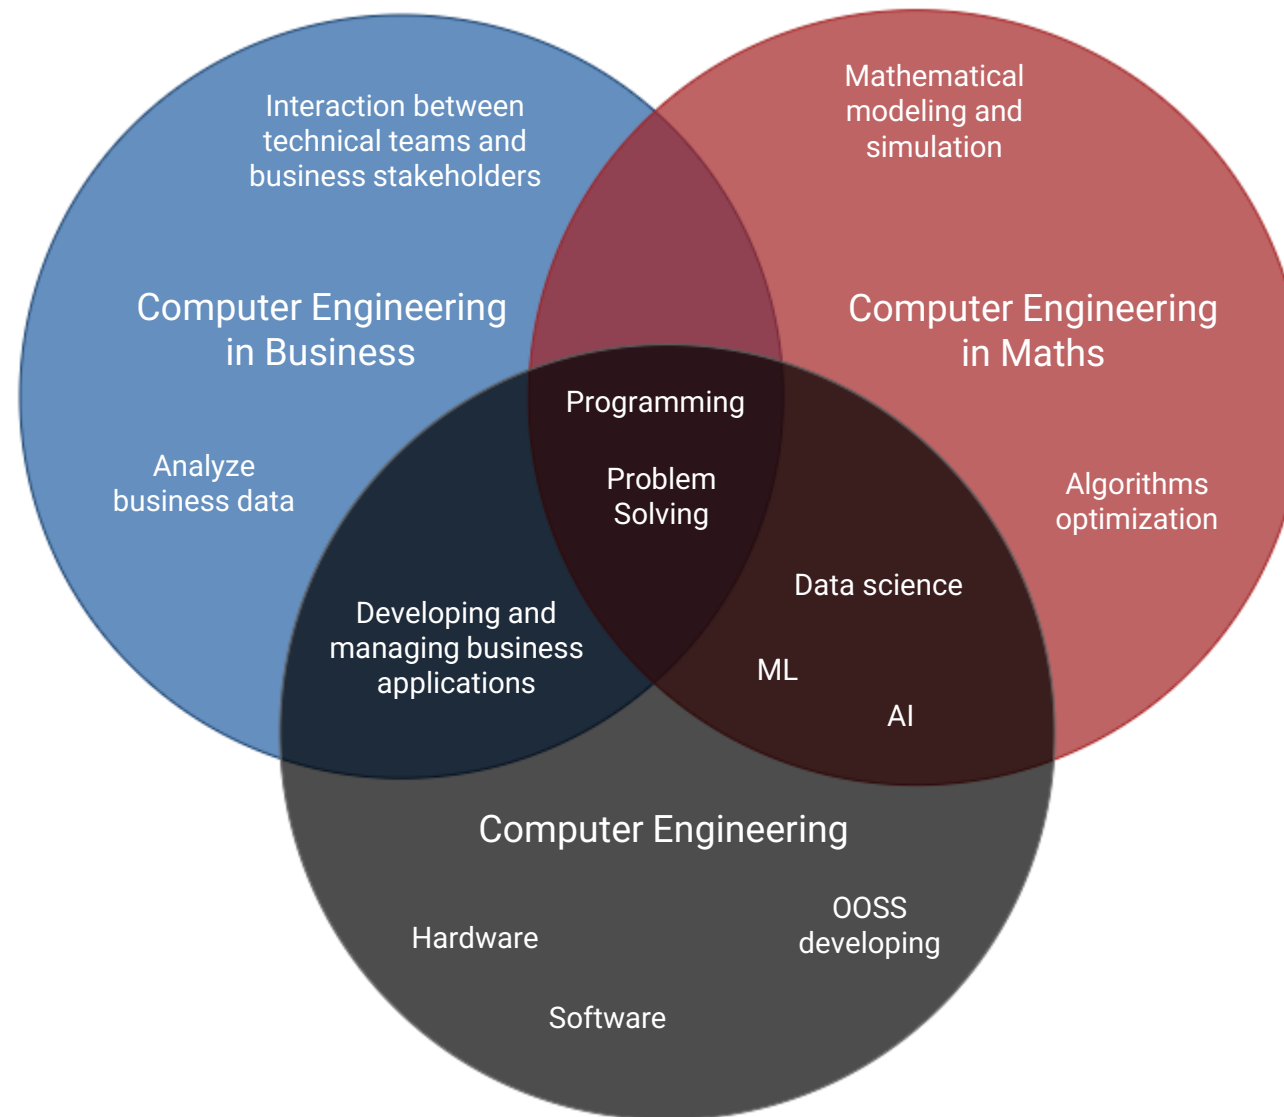 Interaction between
technical teams and
business stakeholders
Mathematical
modeling and
simulation
Computer Engineering
in Business
Computer Engineering
in Maths
Programming
Problem
Solving
Analyze
business data
Algorithms
optimization
Data science
Developing and
managing business
applications
ML
AI
Computer Engineering
OOSS
developing
Hardware
Software